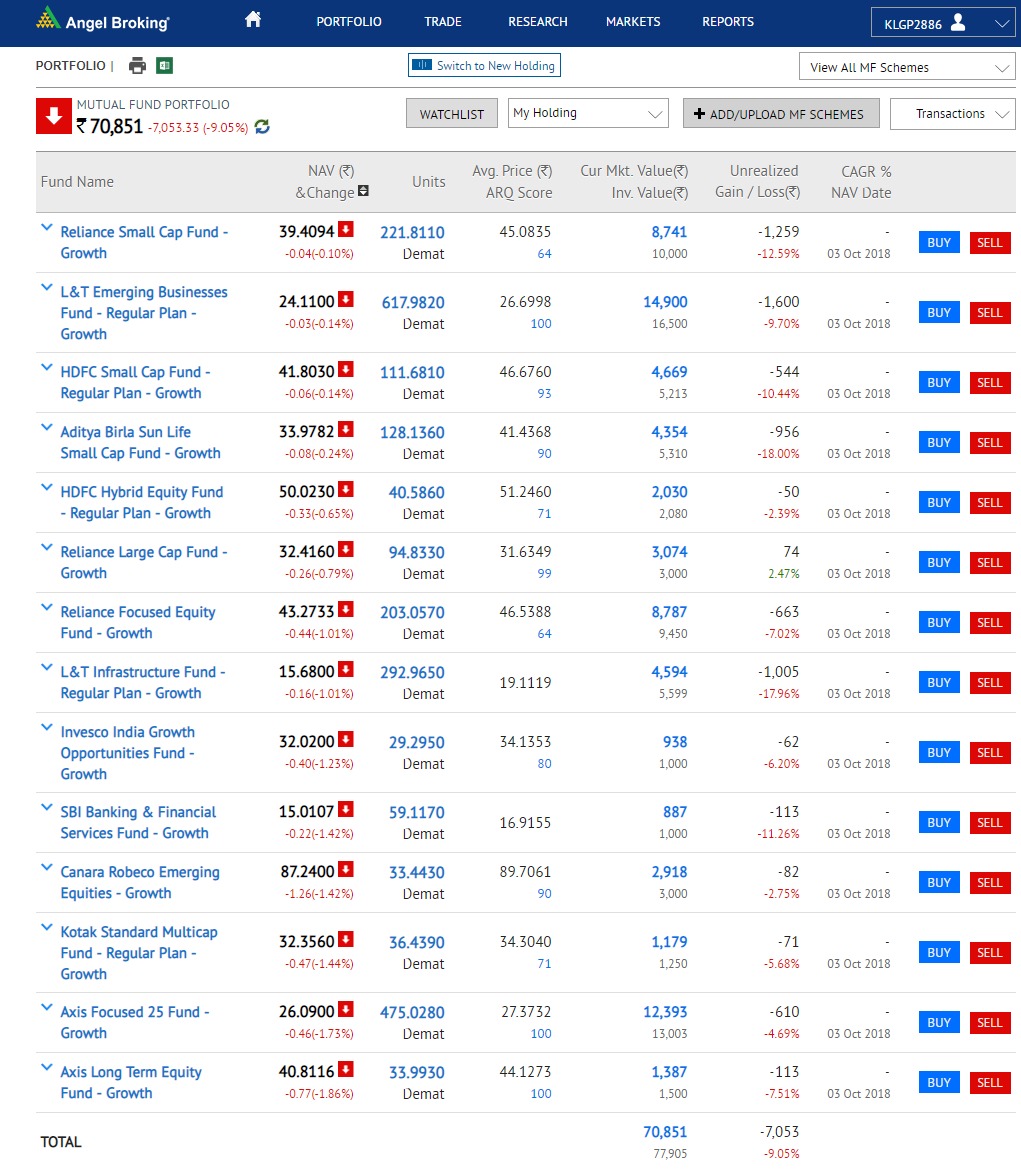 Angel Broking
PORTFOLIO TRADE RESEARCH MARKETS REPORTS KLGP2886
PORTFOLIO | Switch to New Holding View All MF Schemes
MUTUAL FUND PORTFOLIO
₹ 70,851 -7,053.33 (-9.05%)
WATCHLIST My Holding ADD/UPLOAD MF SCHEMES Transactions
Fund Name NAV (₹) &Change Units Avg. Price (₹) ARQ Score Cur Mkt. Value(₹) Inv. Value(₹) Unrealized Gain / Loss(₹) CAGR % NAV Date
Reliance Small Cap Fund - 39.4094 221.8110 45.0835 8,741 -1,259 - BUY SELL
Growth -0.04(-0.10%) Demat 64 10,000 -12.59% 03 Oct 2018
L&T Emerging Businesses
Fund - Regular Plan - 24.1100 617.9820 26.6998 14,900 -1,600 - BUY SELL
Growth -0.03(-0.14%) Demat 100 16,500 -9.70% 03 Oct 2018
HDFC Small Cap Fund - 41.8030 111.6810 46.6760 4,669 -544 - BUY SELL
Regular Plan - Growth -0.06(-0.14%) Demat 93 5,213 -10.44% 03 Oct 2018
Aditya Birla Sun Life 33.9782 128.1360 41.4368 4,354 -956 - BUY SELL
Small Cap Fund - Growth -0.08(-0.24%) Demat 90 5,310 -18.00% 03 Oct 2018
HDFC Hybrid Equity Fund 50.0230 40.5860 51.2460 2,030 -50 - BUY SELL
- Regular Plan - Growth -0.33(-0.65%) Demat 71 2,080 -2.39% 03 Oct 2018
Reliance Large Cap Fund - 32.4160 94.8330 31.6349 3,074 74 - BUY SELL
Growth -0.26(-0.79%) Demat 99 3,000 2.47% 03 Oct 2018
Reliance Focused Equity 43.2733 203.0570 46.5388 8,787 -663 - BUY SELL
Fund - Growth -0.44(-1.01%) Demat 64 9,450 -7.02% 03 Oct 2018
L&T Infrastructure Fund - 15.6800 292.9650 19.1119 4,594 -1,005 - BUY SELL
Regular Plan - Growth -0.16(-1.01%) Demat 5,599 -17.96% 03 Oct 2018
Invesco India Growth
Opportunities Fund - 32.0200 29.2950 34.1353 938 -62 - BUY SELL
Growth -0.40(-1.23%) Demat 80 1,000 -6.20% 03 Oct 2018
SBI Banking & Financial 15.0107 59.1170 16.9155 887 -113 - BUY SELL
Services Fund - Growth -0.22(-1.42%) Demat 1,000 -11.26% 03 Oct 2018
Canara Robeco Emerging 87.2400 33.4430 89.7061 2,918 -82 - BUY SELL
Equities - Growth -1.26(-1.42%) Demat 90 3,000 -2.75% 03 Oct 2018
Kotak Standard Multicap
Fund - Regular Plan - 32.3560 36.4390 34.3040 1,179 -71 - BUY SELL
Growth -0.47(-1.44%) Demat 71 1,250 -5.68% 03 Oct 2018
Axis Focused 25 Fund - 26.0900 475.0280 27.3732 12,393 -610 - BUY SELL
Growth -0.46(-1.73%) Demat 100 13,003 -4.69% 03 Oct 2018
Axis Long Term Equity 40.8116 33.9930 44.1273 1,387 -113 - BUY SELL
Fund - Growth -0.77(-1.86%) Demat 100 1,500 -7.51% 03 Oct 2018
TOTAL 70,851 -7,053
77,905 -9.05%